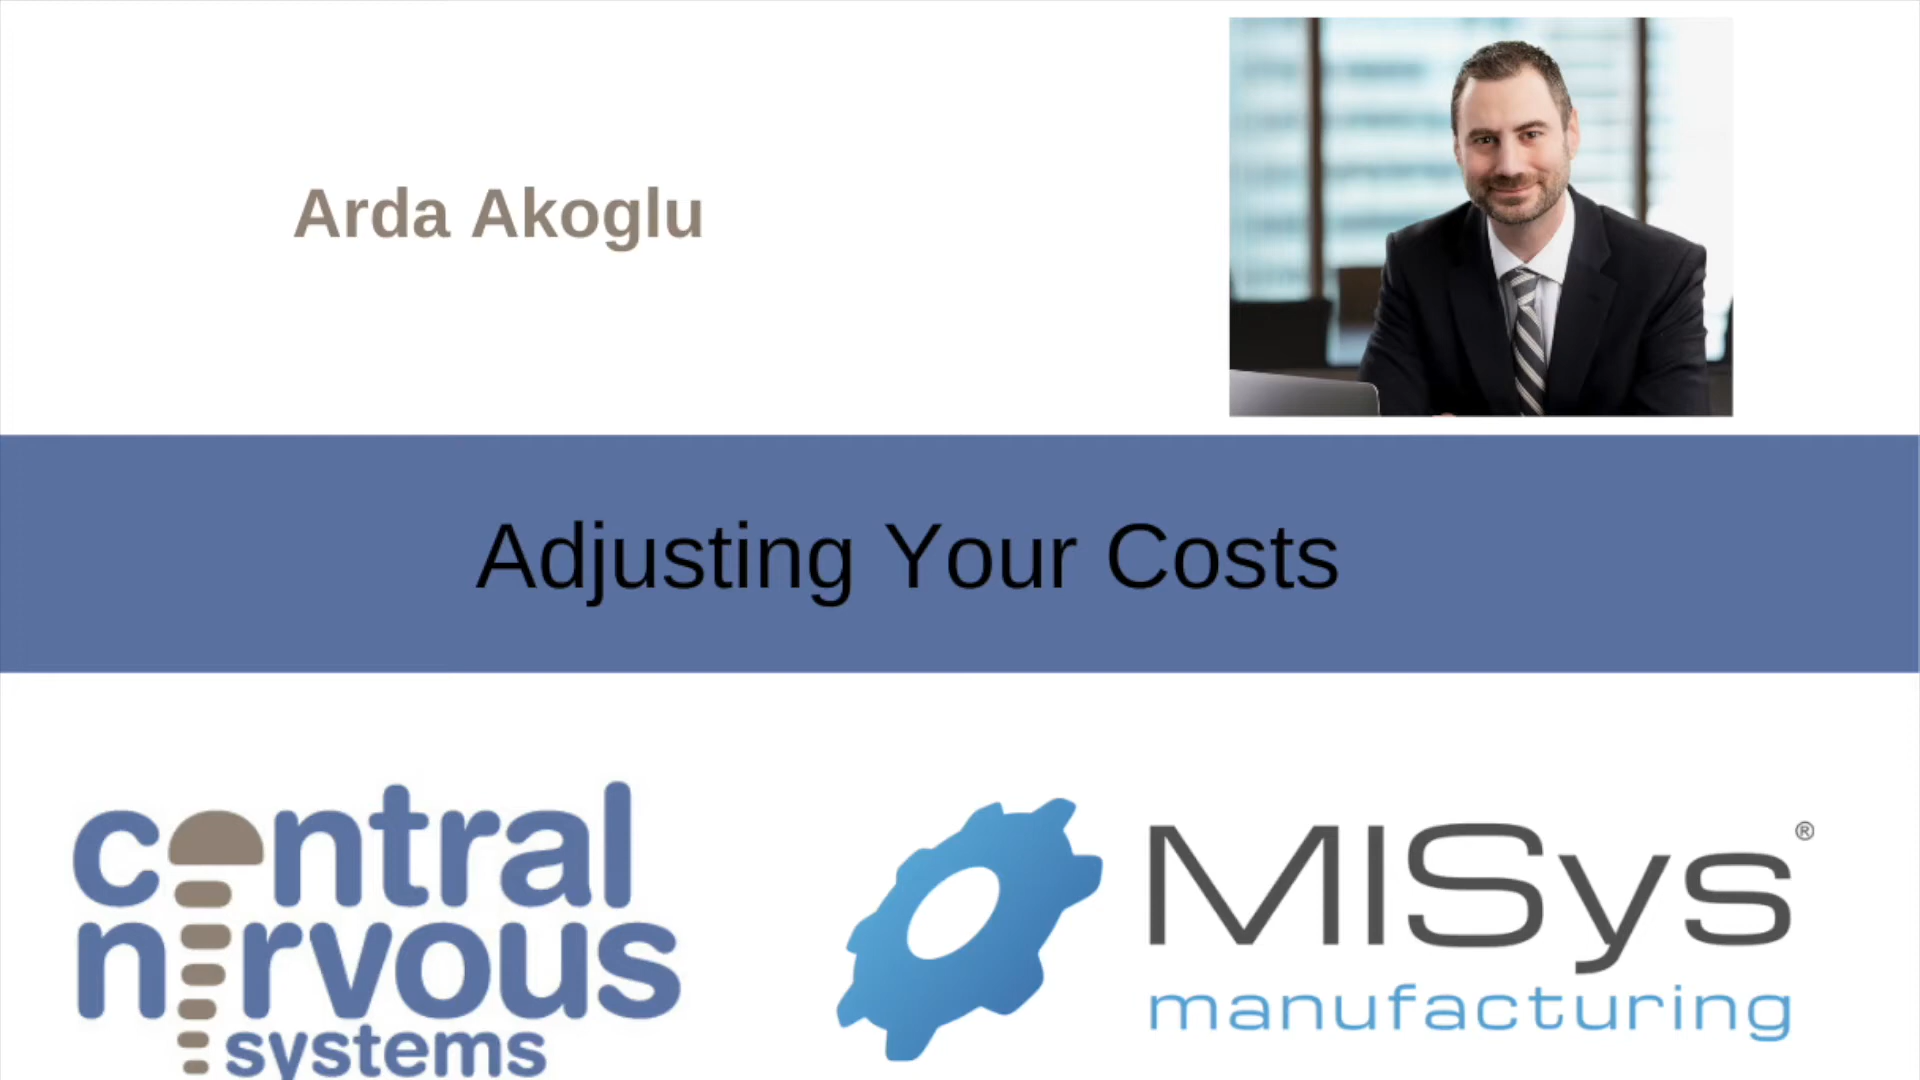 Arda Akoglu
Adjusting Your Costs
central
nervous
systems
MISys®
manufacturing